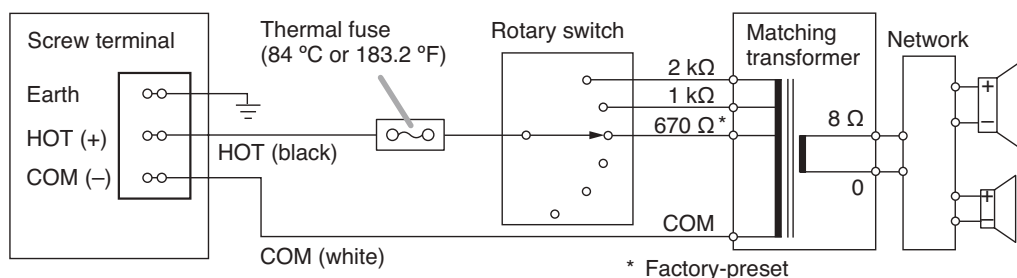 Screw terminal
Earth
HOT (+)
COM (–)
Thermal fuse
(84 ºC or 183.2 ºF)
HOT (black)
COM (white)
Rotary switch
2 kΩ
1 kΩ
670 Ω *
COM
Matching
transformer
8 Ω
0
Network
+
–
+
–
* Factory-preset